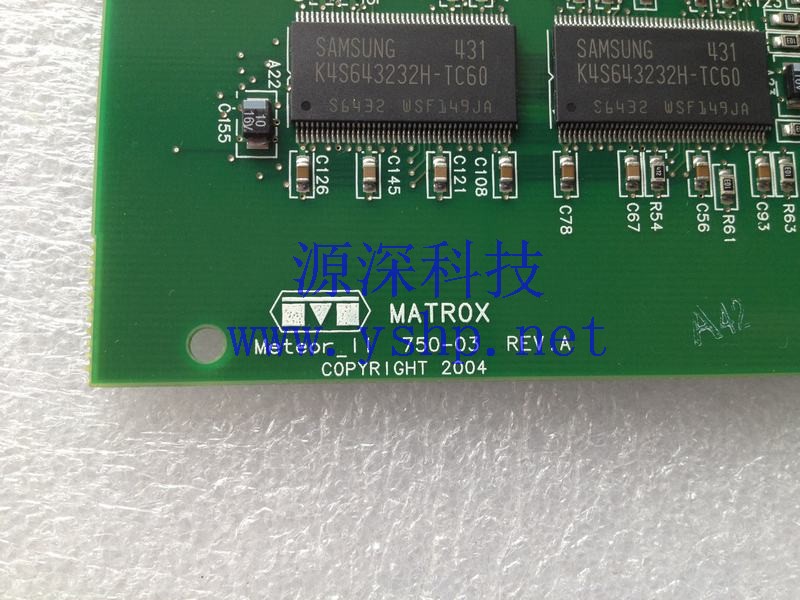 SAMSUNG 431
K4S643232H-TC60
S6432 WSF149JA
SAMSUNG 431
K4S643232H-TC60
S6432 WSF149JA
A22
10
16V
C155
C126
C145
C121
C108
C78
C67
R54
C56
R61
C93
R63
源深科技
www.yshp.net
MATROX
Meteor_II 750-03 REV.A
COPYRIGHT 2004
A42